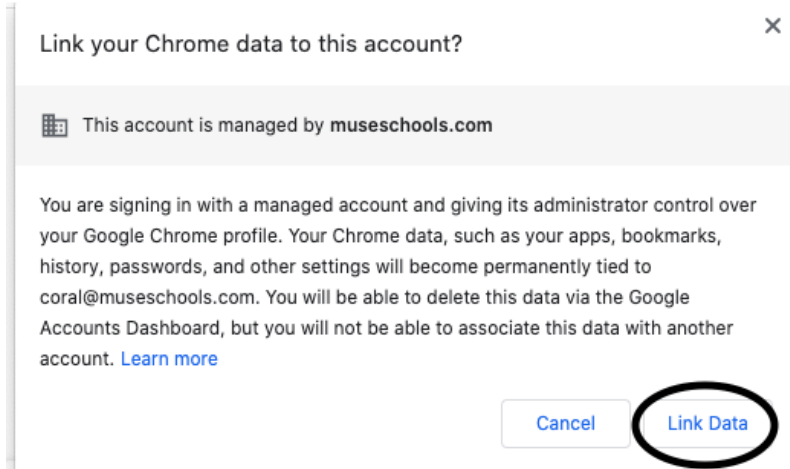 Link your Chrome data to this account?
This account is managed by museschools.com
You are signing in with a managed account and giving its administrator control over
your Google Chrome profile. Your Chrome data, such as your apps, bookmarks,
history, passwords, and other settings will become permanently tied to
coral@museschools.com. You will be able to delete this data via the Google
Accounts Dashboard, but you will not be able to associate this data with another
account. Learn more
Cancel Link Data